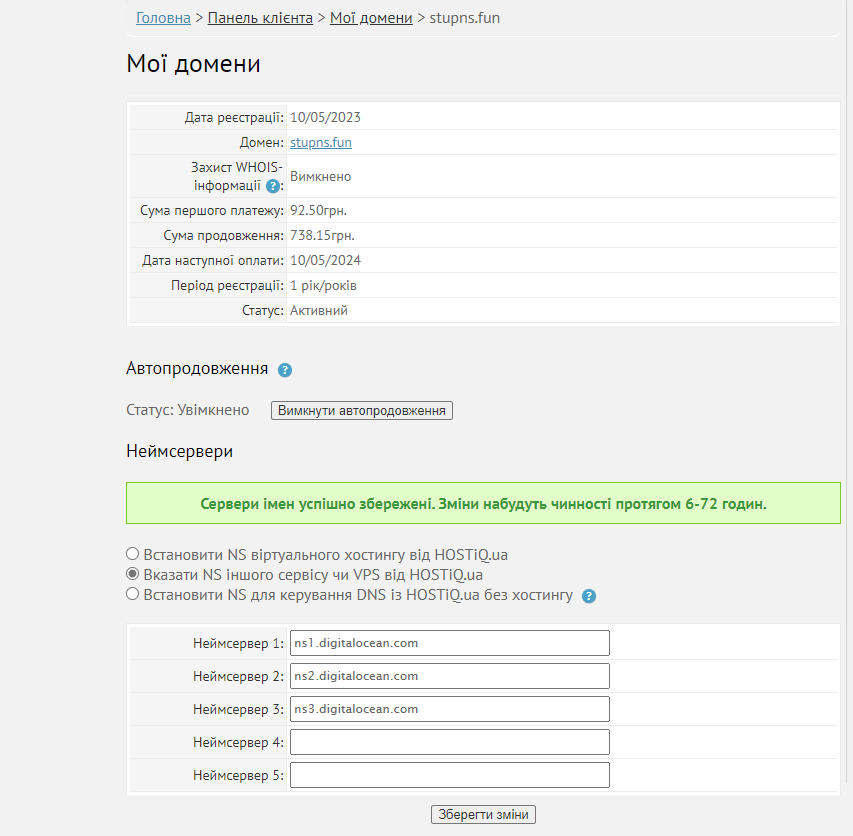 Головна > Панель клієнта > Мої домени > stupns.fun
Мої домени
Дата реєстрації: 10/05/2023
Домен: stupns.fun
Захист WHOIS-
інформації ?: Вимкнено
Сума першого платежу: 92.50грн.
Сума продовження: 738.15грн.
Дата наступної оплати: 10/05/2024
Період реєстрації: 1 рік/років
Статус: Активний
Автопродовження ?
Статус: Увімкнено Вимкнути автопродовження
Неймсервери
Сервери імен успішно збережені. Зміни набудуть чинності протягом 6-72 годин.
Встановити NS віртуального хостингу від HOSTiQ.ua
Вказати NS іншого сервісу чи VPS від HOSTiQ.ua
Встановити NS для керування DNS із HOSTiQ.ua без хостингу ?
Неймсервер 1: ns1.digitalocean.com
Неймсервер 2: ns2.digitalocean.com
Неймсервер 3: ns3.digitalocean.com
Неймсервер 4:
Неймсервер 5:
Зберегти зміни